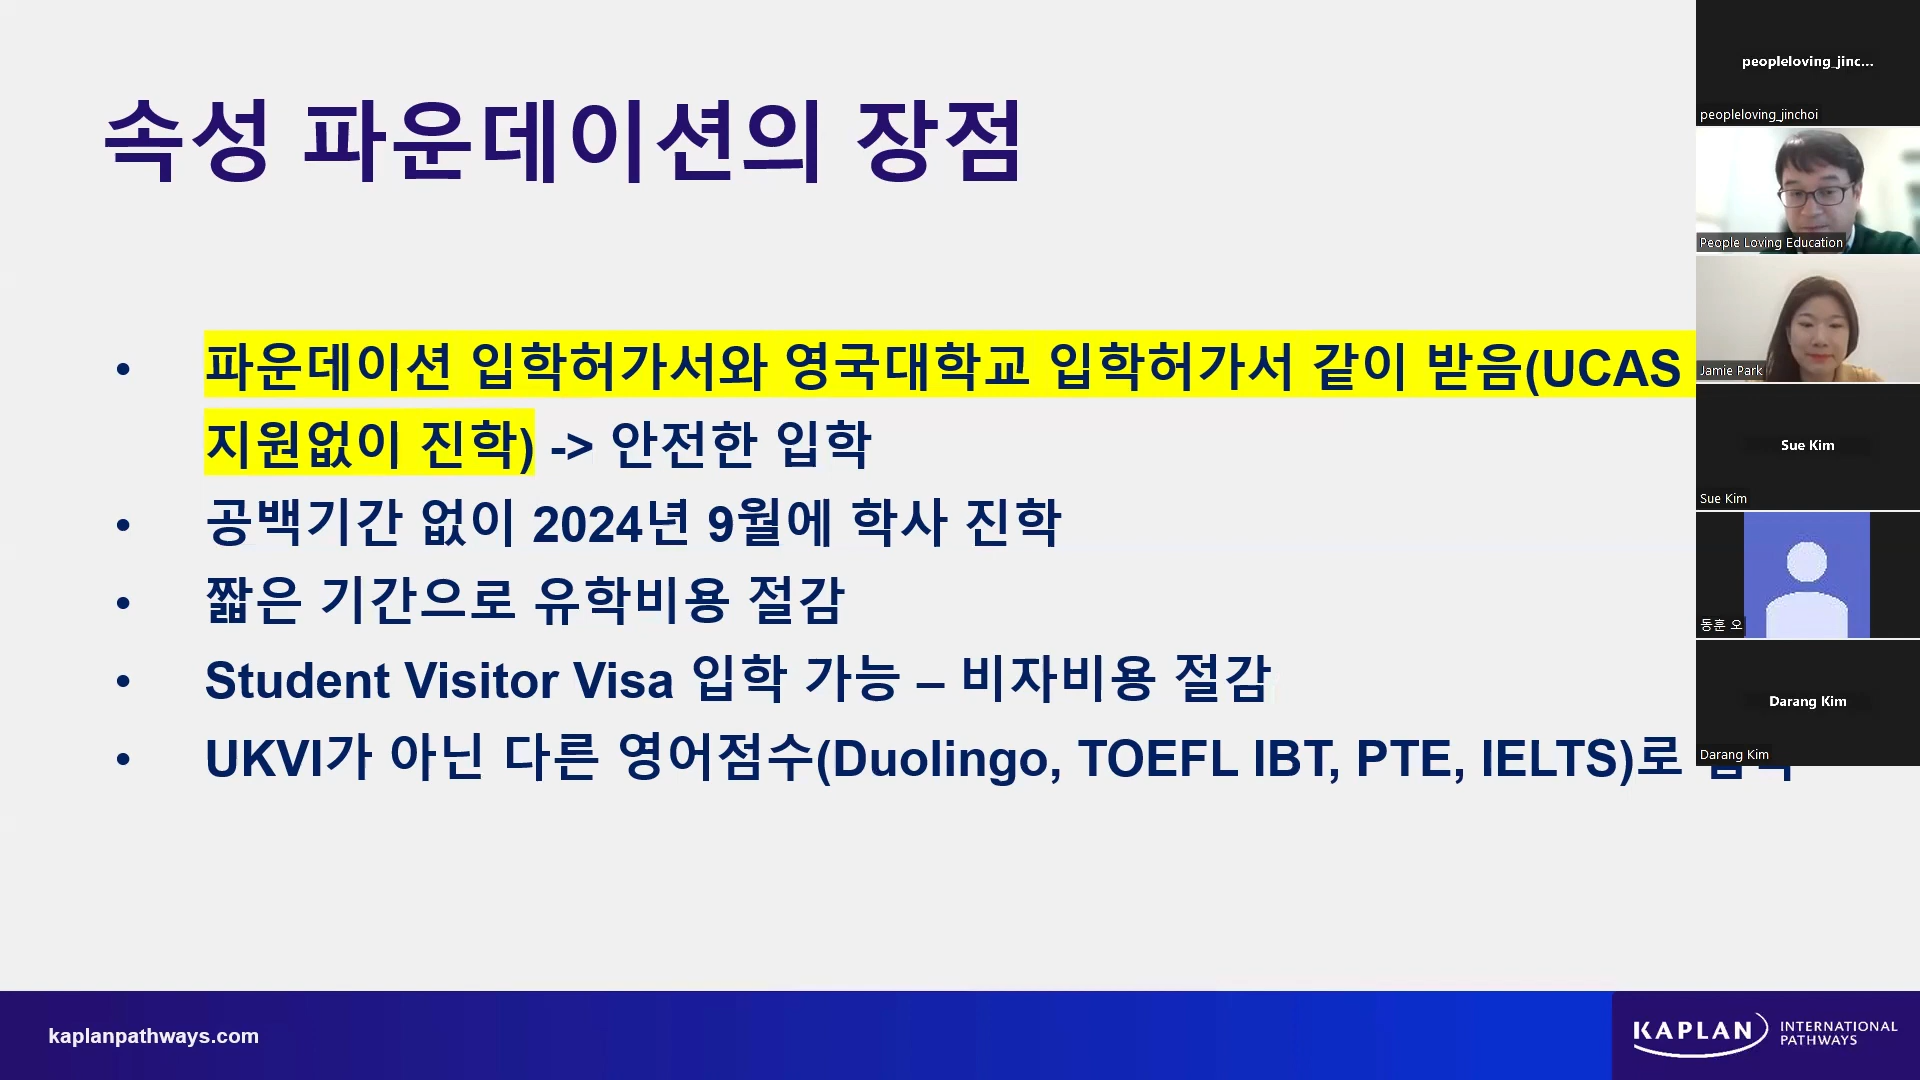 속성 파운데이션의 장점
• 파운데이션 입학허가서와 영국대학교 입학허가서 같이 받음(UCAS
지원없이 진학) -> 안전한 입학
• 공백기간 없이 2024년 9월에 학사 진학
• 짧은 기간으로 유학비용 절감
• Student Visitor Visa 입학 가능 – 비자비용 절감
• UKVI가 아닌 다른 영어점수(Duolingo, TOEFL IBT, PTE, IELTS)로
peopleloving_jinc...
peopleloving_jinchoi
People Loving Education
Jamie Park
Sue Kim
Sue Kim
동훈 오
Darang Kim
Darang Kim
kaplanpathways.com
KAPLAN
INTERNATIONAL
PATHWAYS